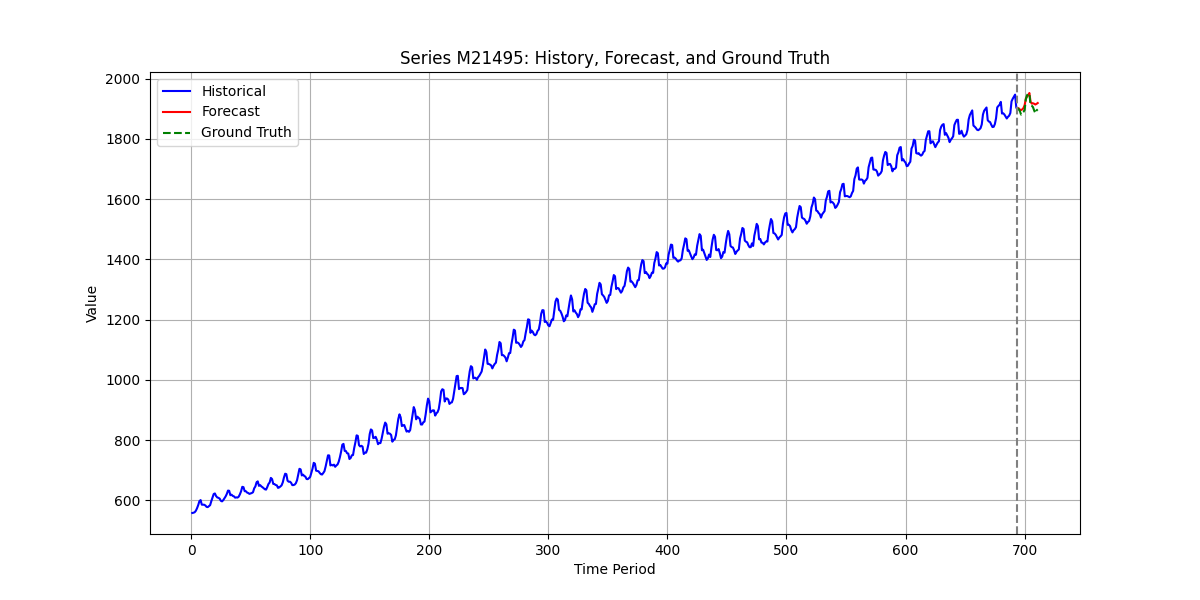 Series M21495: History, Forecast, and Ground Truth
Historical
Forecast
Ground Truth
Value
2000
1800
1600
1400
1200
1000
800
600
0 100 200 300 400 500 600 700
Time Period